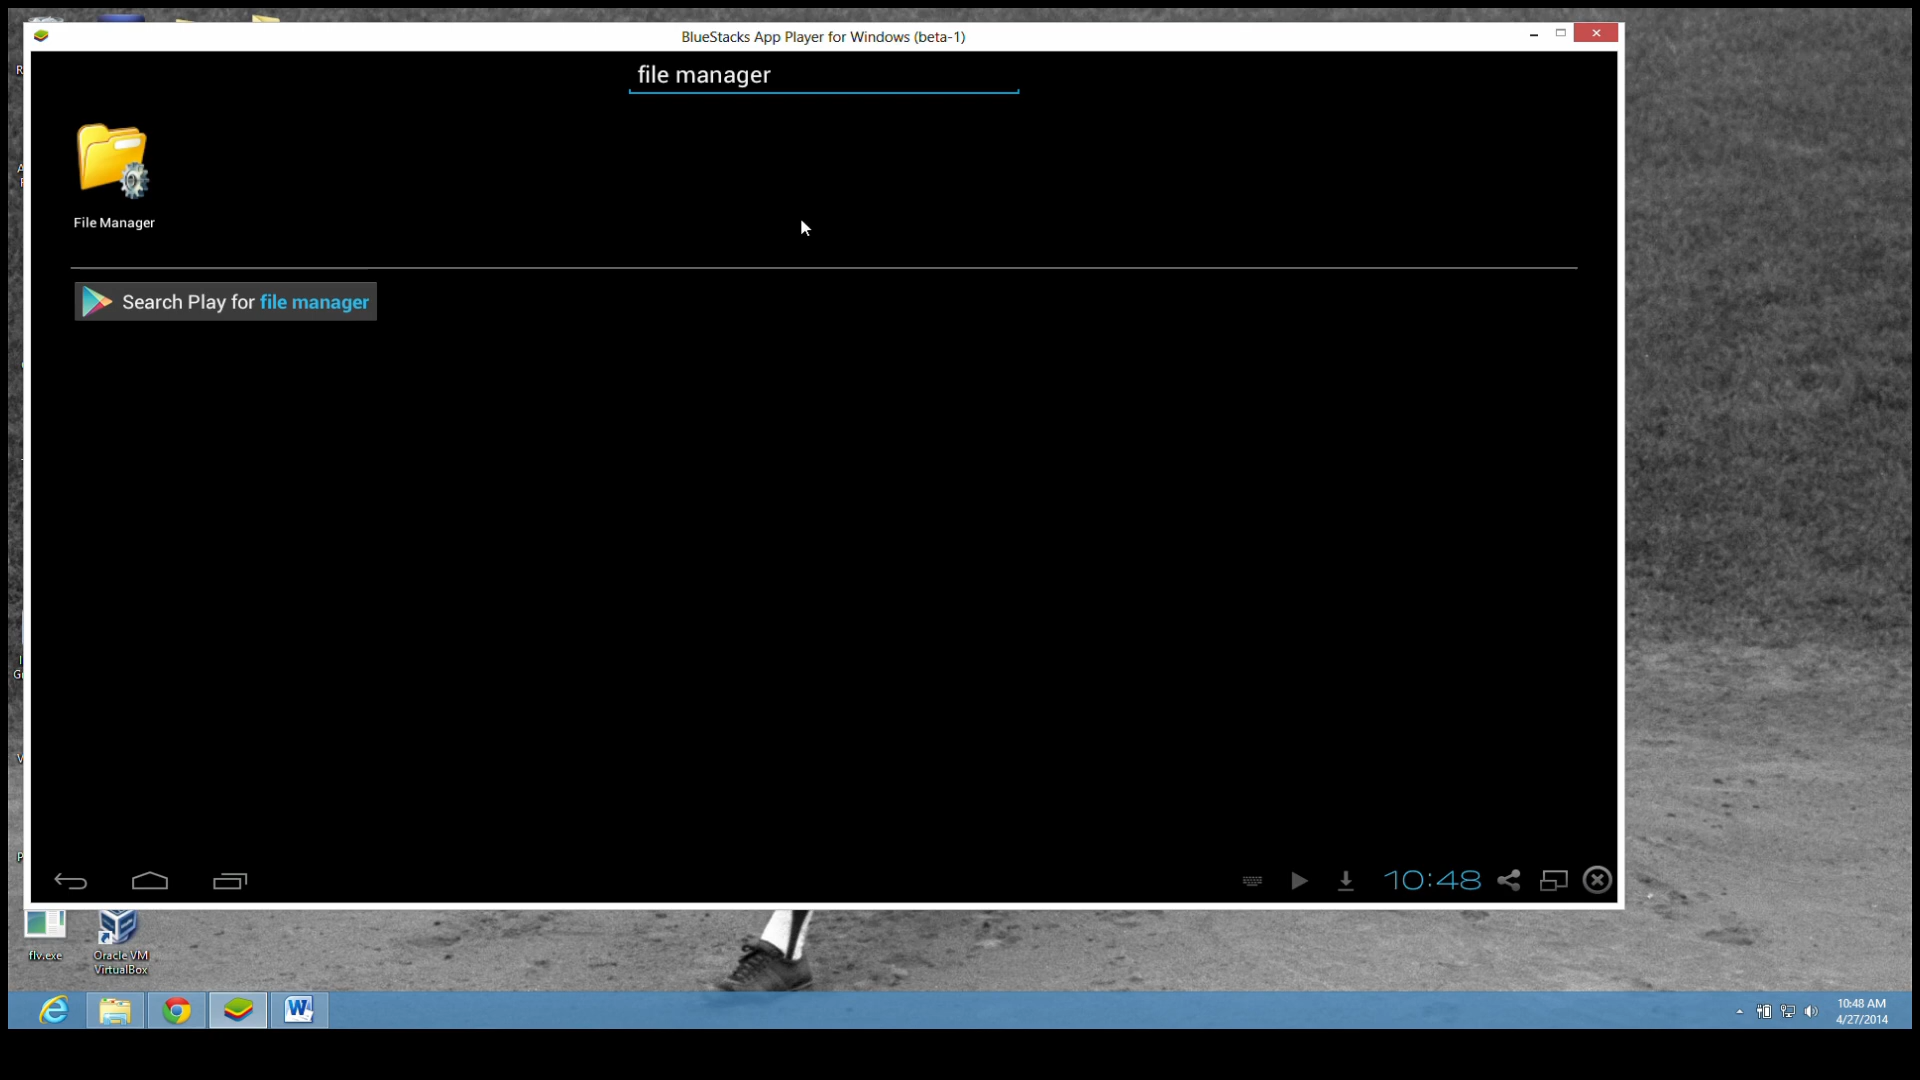 BlueStacks App Player for Windows (beta-1)
file manager
File Manager
Search Play for file manager
10:48
flv.exe
Oracle VM
VirtualBox
10:48 AM
4/27/2014